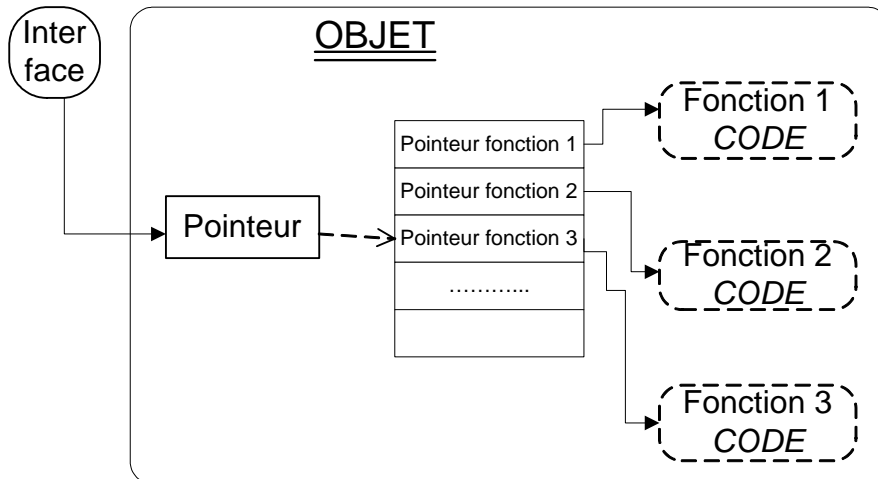 Inter
face
OBJET
Pointeur
Pointeur fonction 1
Pointeur fonction 2
Pointeur fonction 3
………...
Fonction 1
CODE
Fonction 2
CODE
Fonction 3
CODE